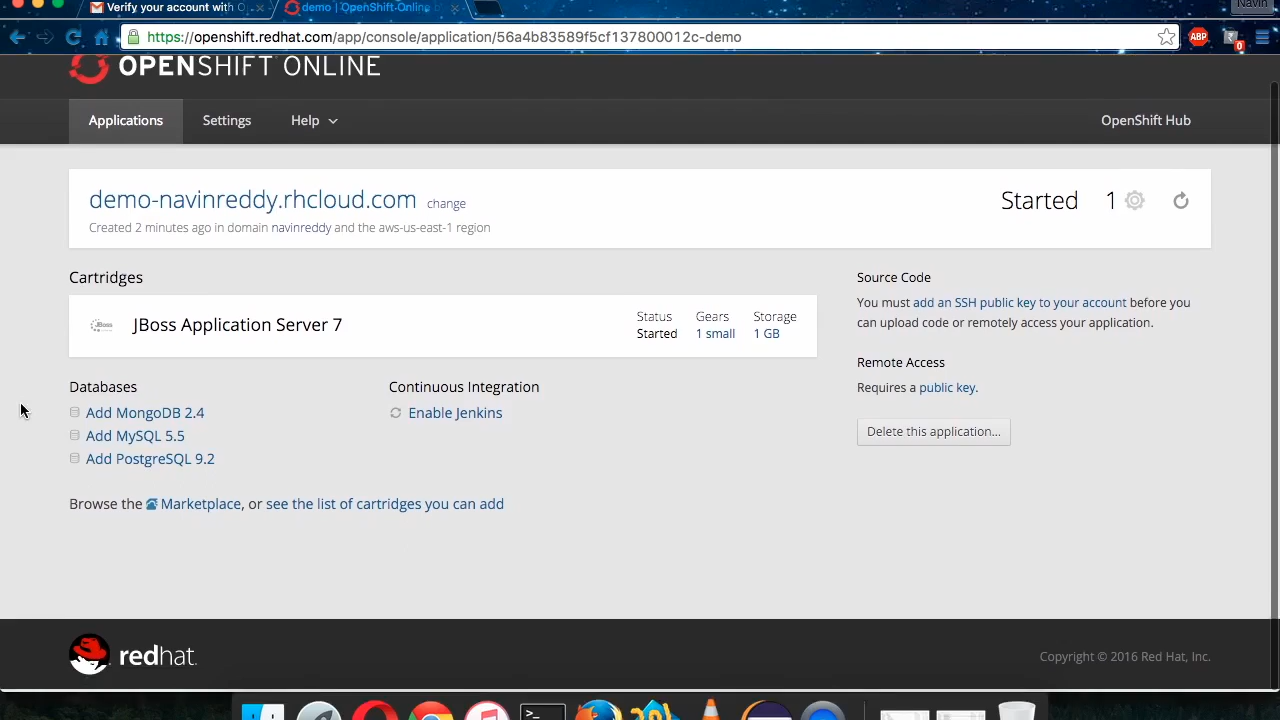 Verify your account with O
demo | OpenShift Online b
Navin
https://openshift.redhat.com/app/console/application/56a4b83589f5cf137800012c-demo
ABP
0
OPENSHIFT ONLINE
Applications
Settings
Help
OpenShift Hub
demo-navinreddy.rhcloud.com change
Started 1
Created 2 minutes ago in domain navinreddy and the aws-us-east-1 region
Cartridges
JBoss
JBoss Application Server 7
Status Gears Storage
Started 1 small 1 GB
Databases
Add MongoDB 2.4
Add MySQL 5.5
Add PostgreSQL 9.2
Continuous Integration
Enable Jenkins
Browse the Marketplace, or see the list of cartridges you can add
Source Code
You must add an SSH public key to your account before you
can upload code or remotely access your application.
Remote Access
Requires a public key.
Delete this application...
redhat.
Copyright © 2016 Red Hat, Inc.
>_